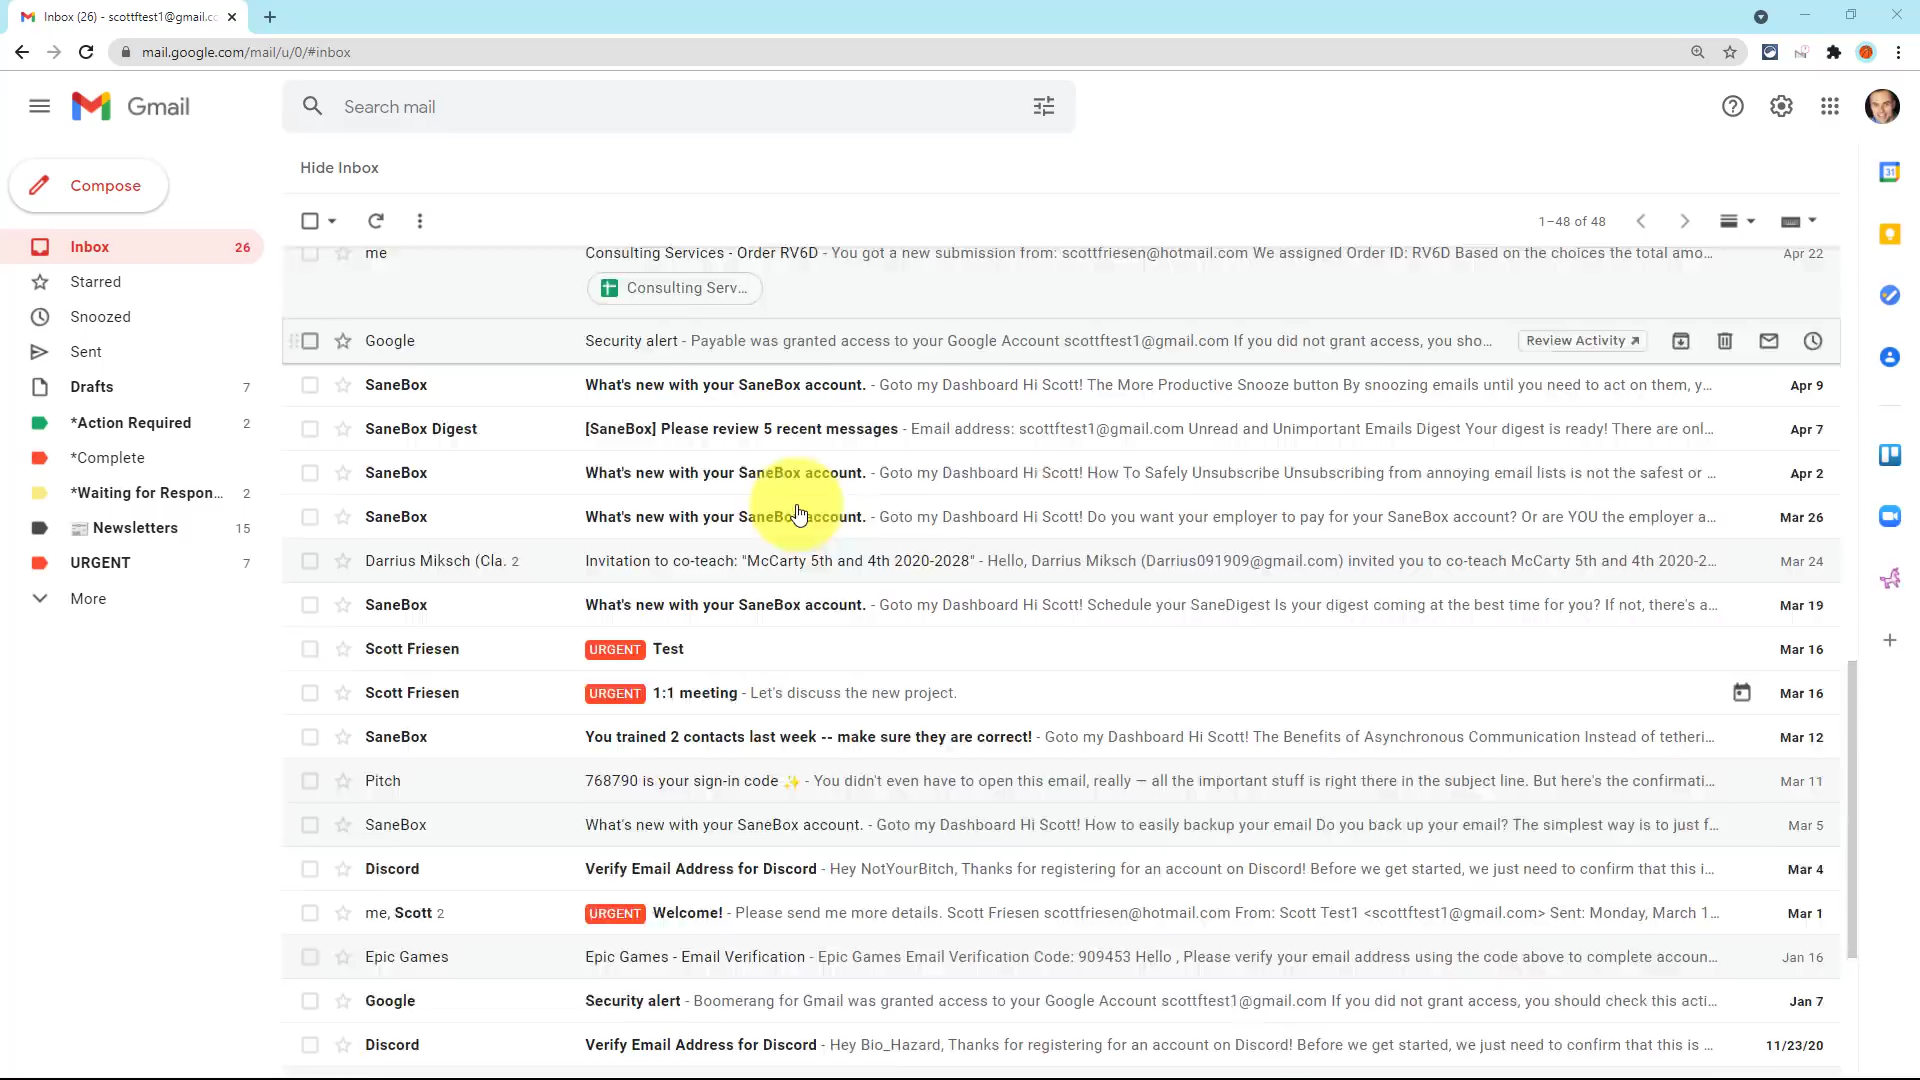 Inbox (26) - scottftest1@gmail.cc
mail.google.com/mail/u/0/#inbox
Gmail
Search mail
Hide Inbox
Compose
1–48 of 48
Inbox 26
Starred
Snoozed
Sent
Drafts 7
*Action Required 2
*Complete
*Waiting for Respon... 2
Newsletters 15
URGENT 7
More
31
me Consulting Services - Order RV6D - You got a new submission from: scottfriesen@hotmail.com We assigned Order ID: RV6D Based on the choices the total amo... Apr 22
Consulting Serv...
Google Security alert - Payable was granted access to your Google Account scottftest1@gmail.com If you did not grant access, you sho... Review Activity
SaneBox What's new with your SaneBox account. - Goto my Dashboard Hi Scott! The More Productive Snooze button By snoozing emails until you need to act on them, y... Apr 9
SaneBox Digest [SaneBox] Please review 5 recent messages - Email address: scottftest1@gmail.com Unread and Unimportant Emails Digest Your digest is ready! There are onl... Apr 7
SaneBox What's new with your SaneBox account. - Goto my Dashboard Hi Scott! How To Safely Unsubscribe Unsubscribing from annoying email lists is not the safest or ... Apr 2
SaneBox What's new with your SaneBox account. - Goto my Dashboard Hi Scott! Do you want your employer to pay for your SaneBox account? Or are YOU the employer a... Mar 26
Darrius Miksch (Cla. 2 Invitation to co-teach: "McCarty 5th and 4th 2020-2028" - Hello, Darrius Miksch (Darrius091909@gmail.com) invited you to co-teach McCarty 5th and 4th 2020-2... Mar 24
SaneBox What's new with your SaneBox account. - Goto my Dashboard Hi Scott! Schedule your SaneDigest Is your digest coming at the best time for you? If not, there's a... Mar 19
Scott Friesen URGENT Test Mar 16
Scott Friesen URGENT 1:1 meeting - Let's discuss the new project. Mar 16
SaneBox You trained 2 contacts last week -- make sure they are correct! - Goto my Dashboard Hi Scott! The Benefits of Asynchronous Communication Instead of tetheri... Mar 12
Pitch 768790 is your sign-in code ✨ - You didn't even have to open this email, really — all the important stuff is right there in the subject line. But here's the confirmati... Mar 11
SaneBox What's new with your SaneBox account. - Goto my Dashboard Hi Scott! How to easily backup your email Do you back up your email? The simplest way is to just f... Mar 5
Discord Verify Email Address for Discord - Hey NotYourBitch, Thanks for registering for an account on Discord! Before we get started, we just need to confirm that this i... Mar 4
me, Scott 2 URGENT Welcome! - Please send me more details. Scott Friesen scottfriesen@hotmail.com From: Scott Test1 <scottftest1@gmail.com> Sent: Monday, March 1... Mar 1
Epic Games Epic Games - Email Verification - Epic Games Email Verification Code: 909453 Hello , Please verify your email address using the code above to complete accoun... Jan 16
Google Security alert - Boomerang for Gmail was granted access to your Google Account scottftest1@gmail.com If you did not grant access, you should check this acti... Jan 7
Discord Verify Email Address for Discord - Hey Bio_Hazard, Thanks for registering for an account on Discord! Before we get started, we just need to confirm that this is ... 11/23/20